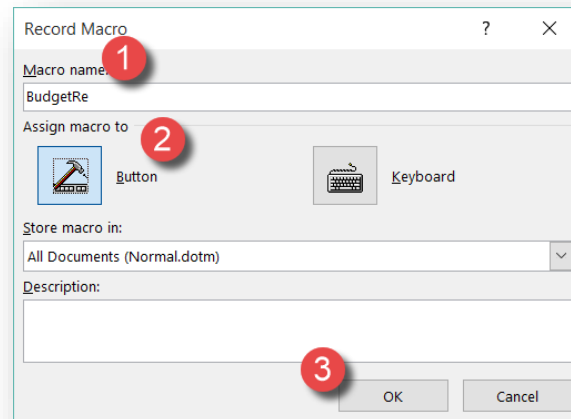 Record Macro ? ×
Macro name: 1
BudgetRe
Assign macro to 2
Button Keyboard
Store macro in:
All Documents (Normal.dotm)
Description:
3
OK Cancel